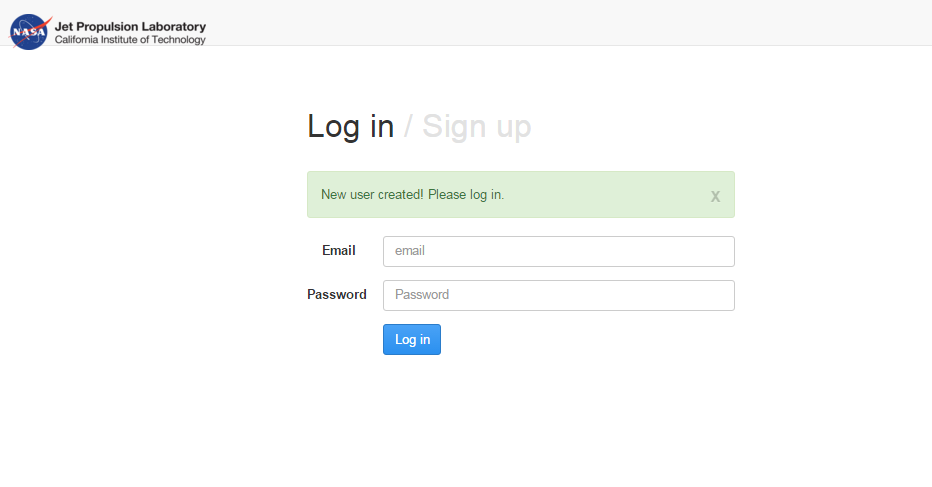 NASA
Jet Propulsion Laboratory
California Institute of Technology
Log in / Sign up
New user created! Please log in. x
Email email
Password Password
Log in